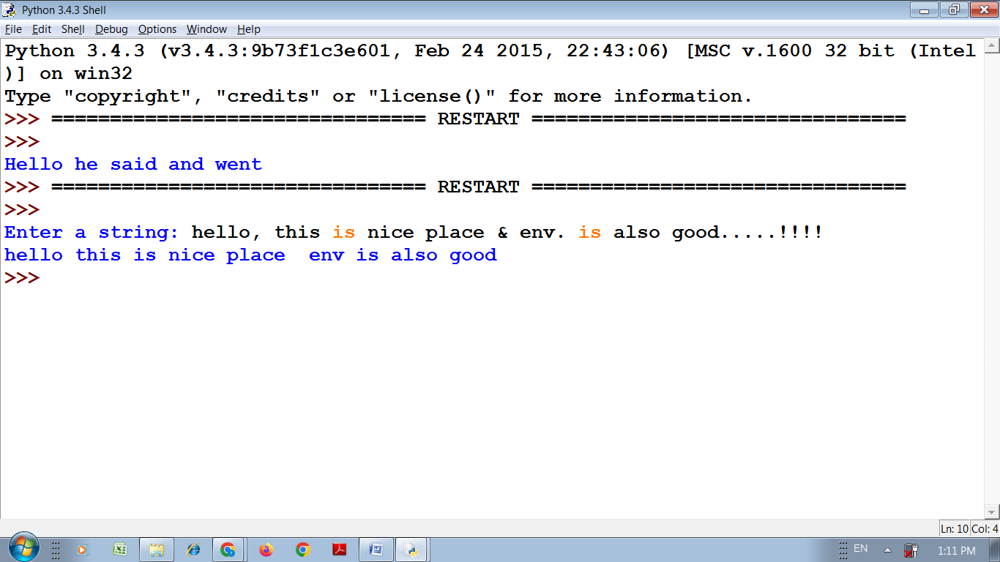 Python 3.4.3 Shell
File Edit Shell Debug Options Window Help
Python 3.4.3 (v3.4.3:9b73f1c3e601, Feb 24 2015, 22:43:06) [MSC v.1600 32 bit (Intel
)] on win32
Type "copyright", "credits" or "license()" for more information.
>>> ================================ RESTART ================================
>>>
Hello he said and went
>>> ================================ RESTART ================================
>>>
Enter a string: hello, this is nice place & env. is also good.....!!!!
hello this is nice place  env is also good
>>>
Ln: 10 Col: 4
EN 1:11 PM